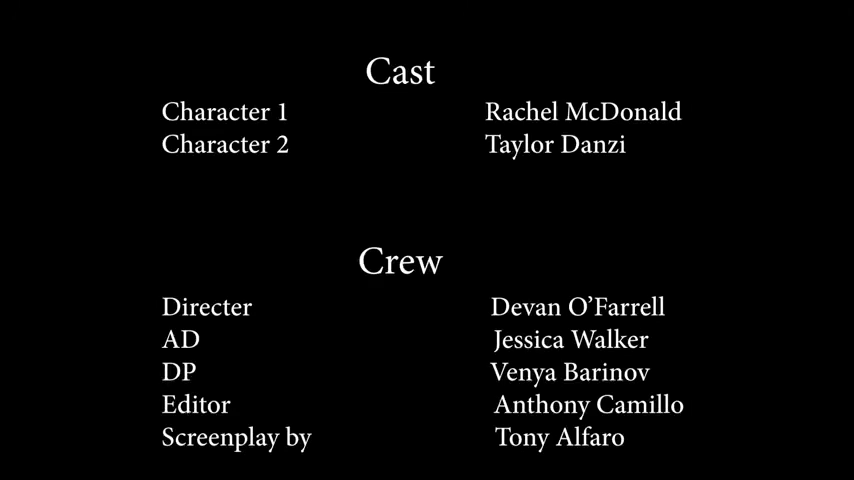 Cast
Character 1 Rachel McDonald
Character 2 Taylor Danzi
Crew
Directer Devan O’Farrell
AD Jessica Walker
DP Venya Barinov
Editor Anthony Camillo
Screenplay by Tony Alfaro